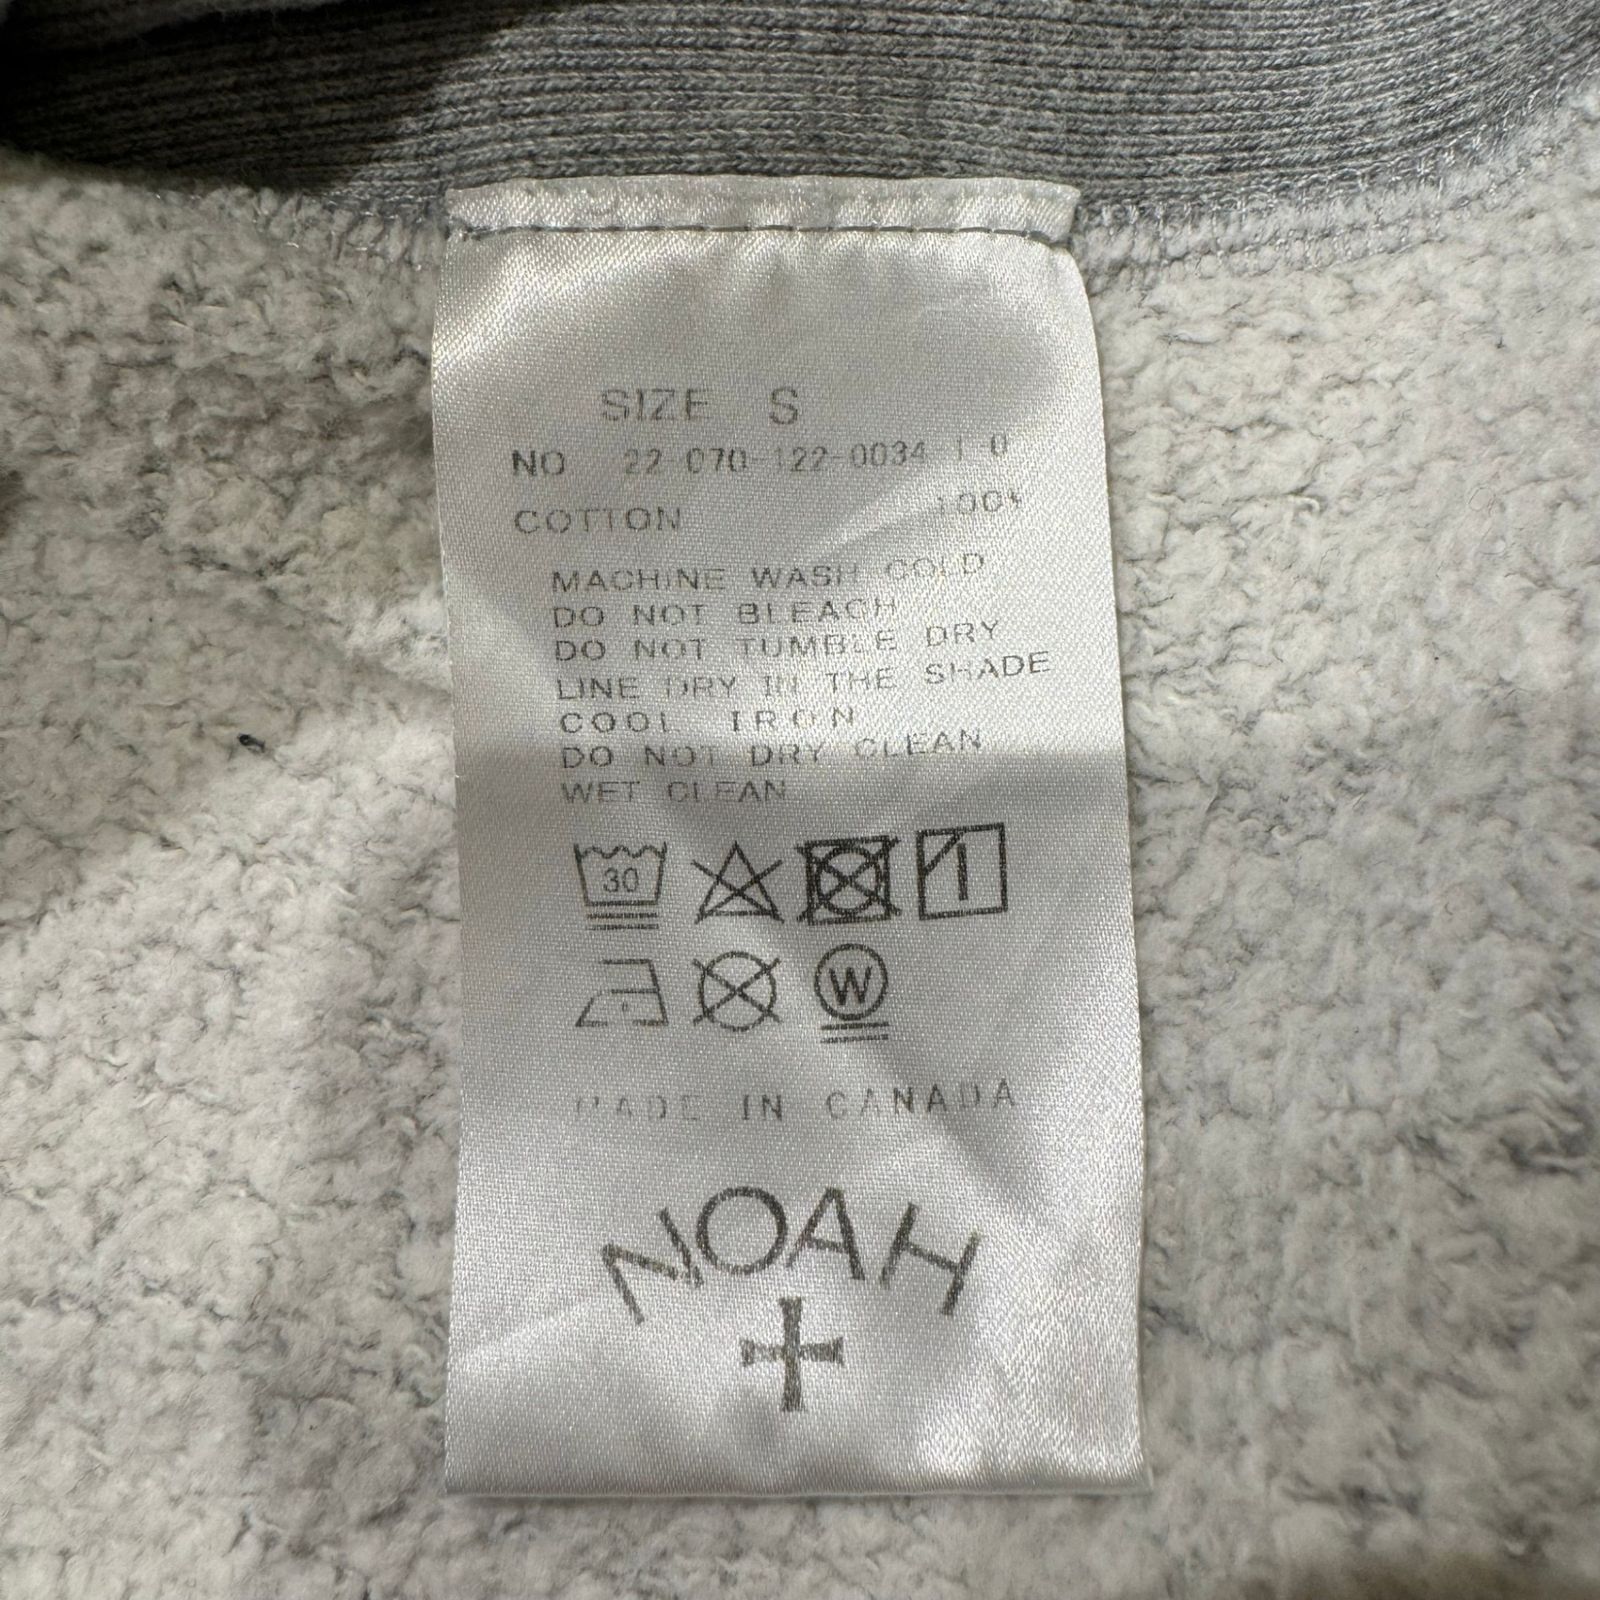 SIZE S
NO 22-070-122-0034-1-0
COTTON 100%
MACHINE WASH COLD
DO NOT BLEACH
DO NOT TUMBLE DRY
LINE DRY IN THE SHADE
COOL IRON
DO NOT DRY CLEAN
WET CLEAN
30
W
MADE IN CANADA
NOAH